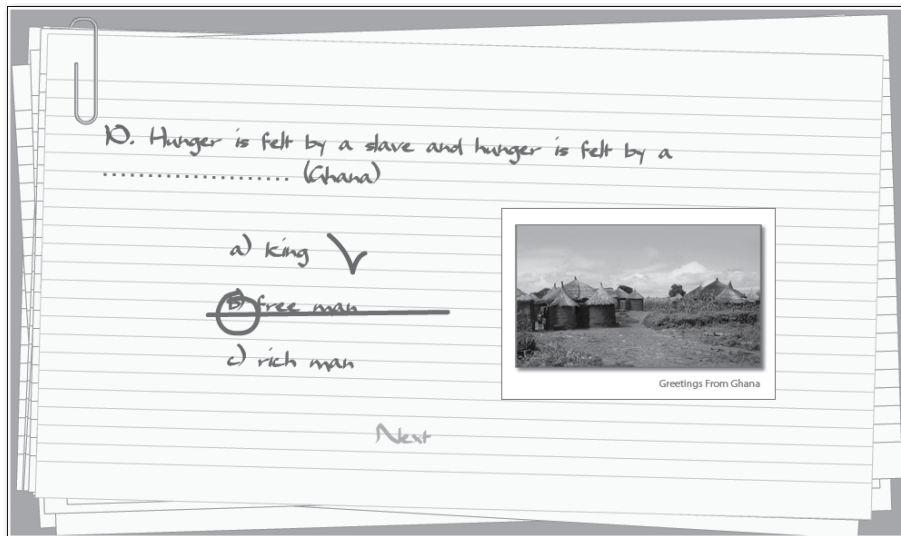 10. Hunger is felt by a slave and hunger is felt by a
.................... (Ghana)
a) king
B) free man
c) rich man
Greetings From Ghana
Next